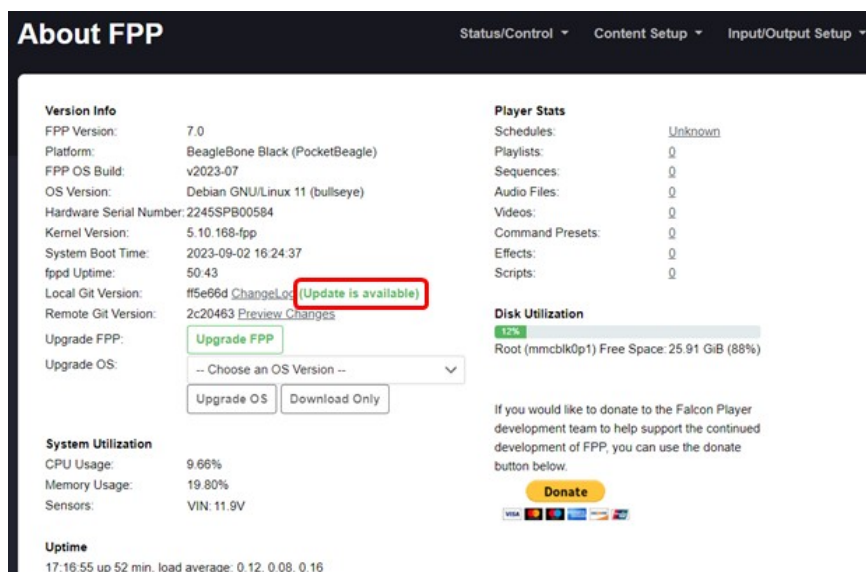 About FPP
Status/Control
Content Setup
Input/Output Setup
Version Info
FPP Version: 7.0
Platform: BeagleBone Black (PocketBeagle)
FPP OS Build: v2023-07
OS Version: Debian GNU/Linux 11 (bullseye)
Hardware Serial Number: 2245SPB00584
Kernel Version: 5.10.168-fpp
System Boot Time: 2023-09-02 16:24:37
fppd Uptime: 50:43
Local Git Version: ff5e66d ChangeLog (Update is available)
Remote Git Version: 2c20463 Preview Changes
Upgrade FPP: Upgrade FPP
Upgrade OS: -- Choose an OS Version --
Upgrade OS Download Only
System Utilization
CPU Usage: 9.66%
Memory Usage: 19.80%
Sensors: VIN: 11.9V
Uptime
17:16:55 up 52 min, load average: 0.12, 0.08, 0.16
Player Stats
Schedules: Unknown
Playlists: 0
Sequences: 0
Audio Files: 0
Videos: 0
Command Presets: 0
Effects: 0
Scripts: 0
Disk Utilization
12%
Root (mmcblk0p1) Free Space: 25.91 GiB (88%)
If you would like to donate to the Falcon Player
development team to help support the continued
development of FPP, you can use the donate
button below.
Donate
VISA